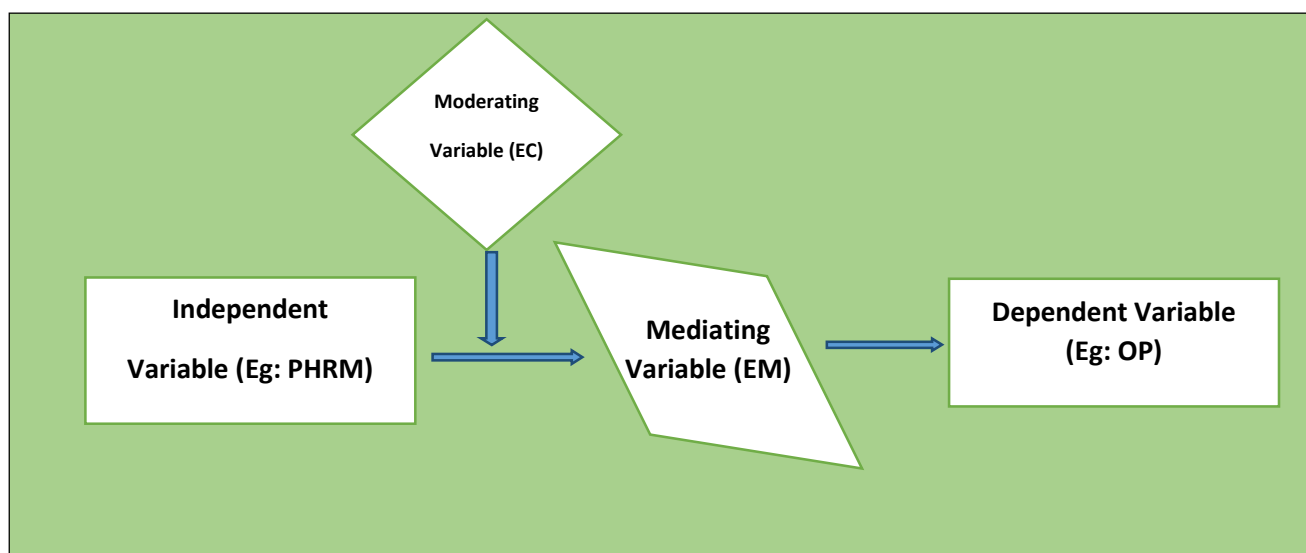 Moderating
Variable (EC)
Independent
Variable (Eg: PHRM)
Mediating
Variable (EM)
Dependent Variable
(Eg: OP)